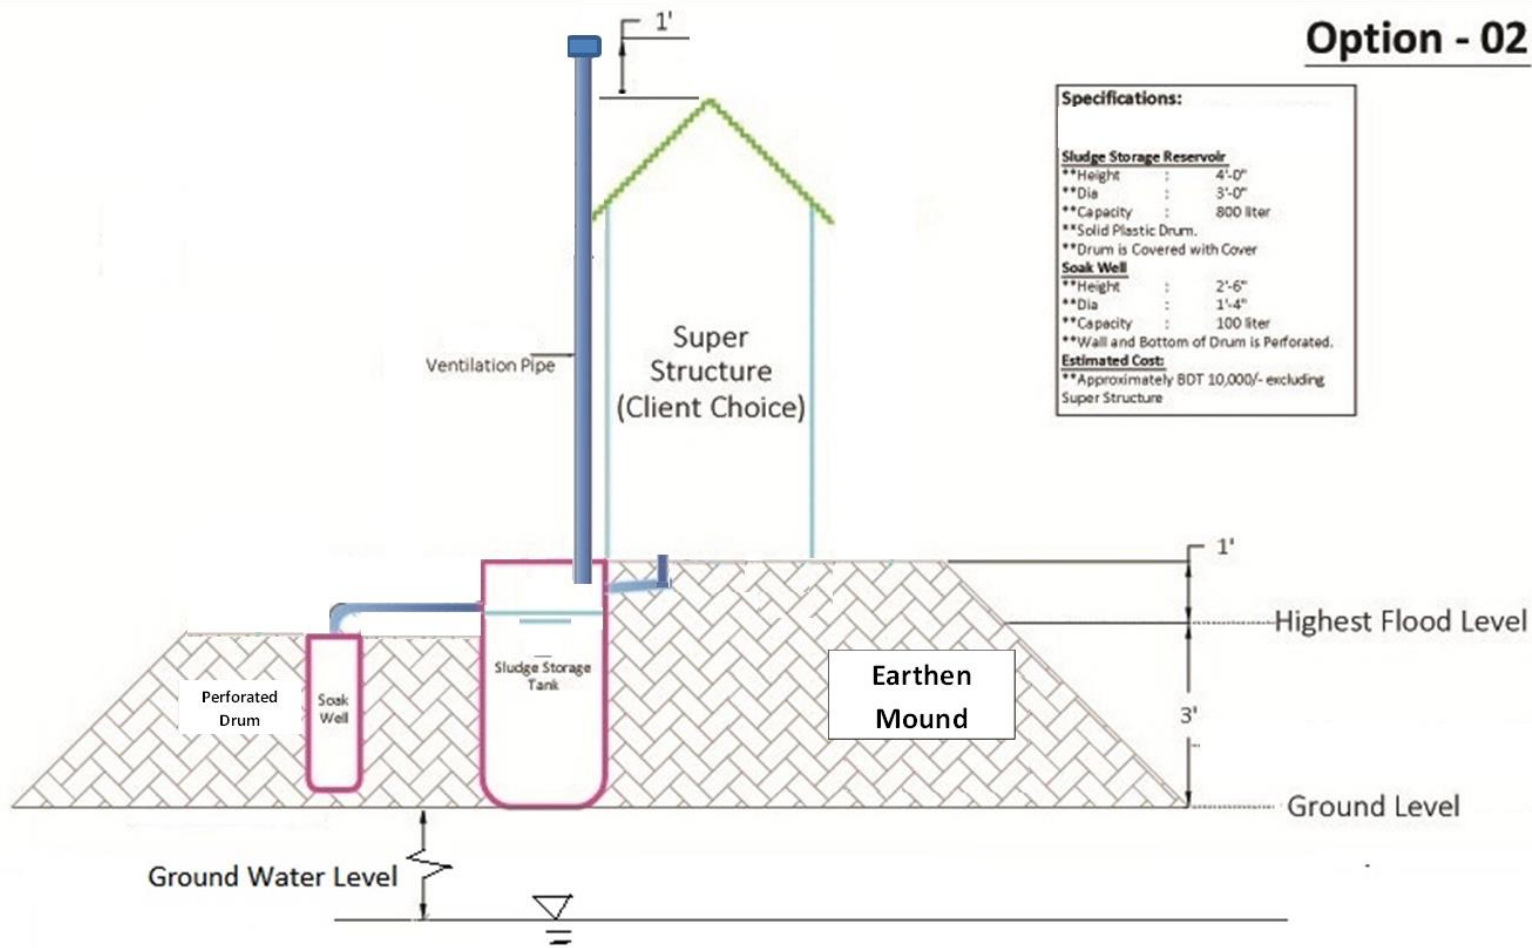 1'
Option - 02
Specifications:
Sludge Storage Reservoir
**Height : 4'-0"
**Dia : 3'-0"
**Capacity : 800 liter
**Solid Plastic Drum.
**Drum is Covered with Cover
Soak Well
**Height : 2'-6"
**Dia : 1'-4"
**Capacity : 100 liter
**Wall and Bottom of Drum is Perforated.
Estimated Cost:
**Approximately BDT 10,000/- excluding
Super Structure
Ventilation Pipe
Super
Structure
(Client Choice)
1'
Highest Flood Level
Sludge Storage
Tank
Perforated
Drum
Soak
Well
Earthen
Mound
3'
Ground Level
Ground Water Level